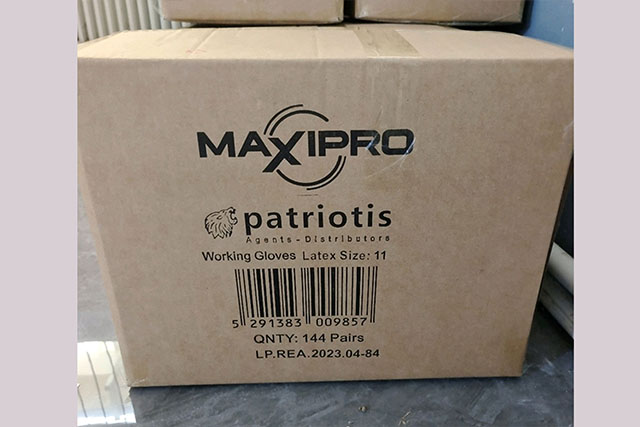 MAXIPRO
patriotis
Agents - Distributors
Working Gloves Latex Size: 11
5 291383 009857
QNTY: 144 Pairs
LP.REA.2023.04-84